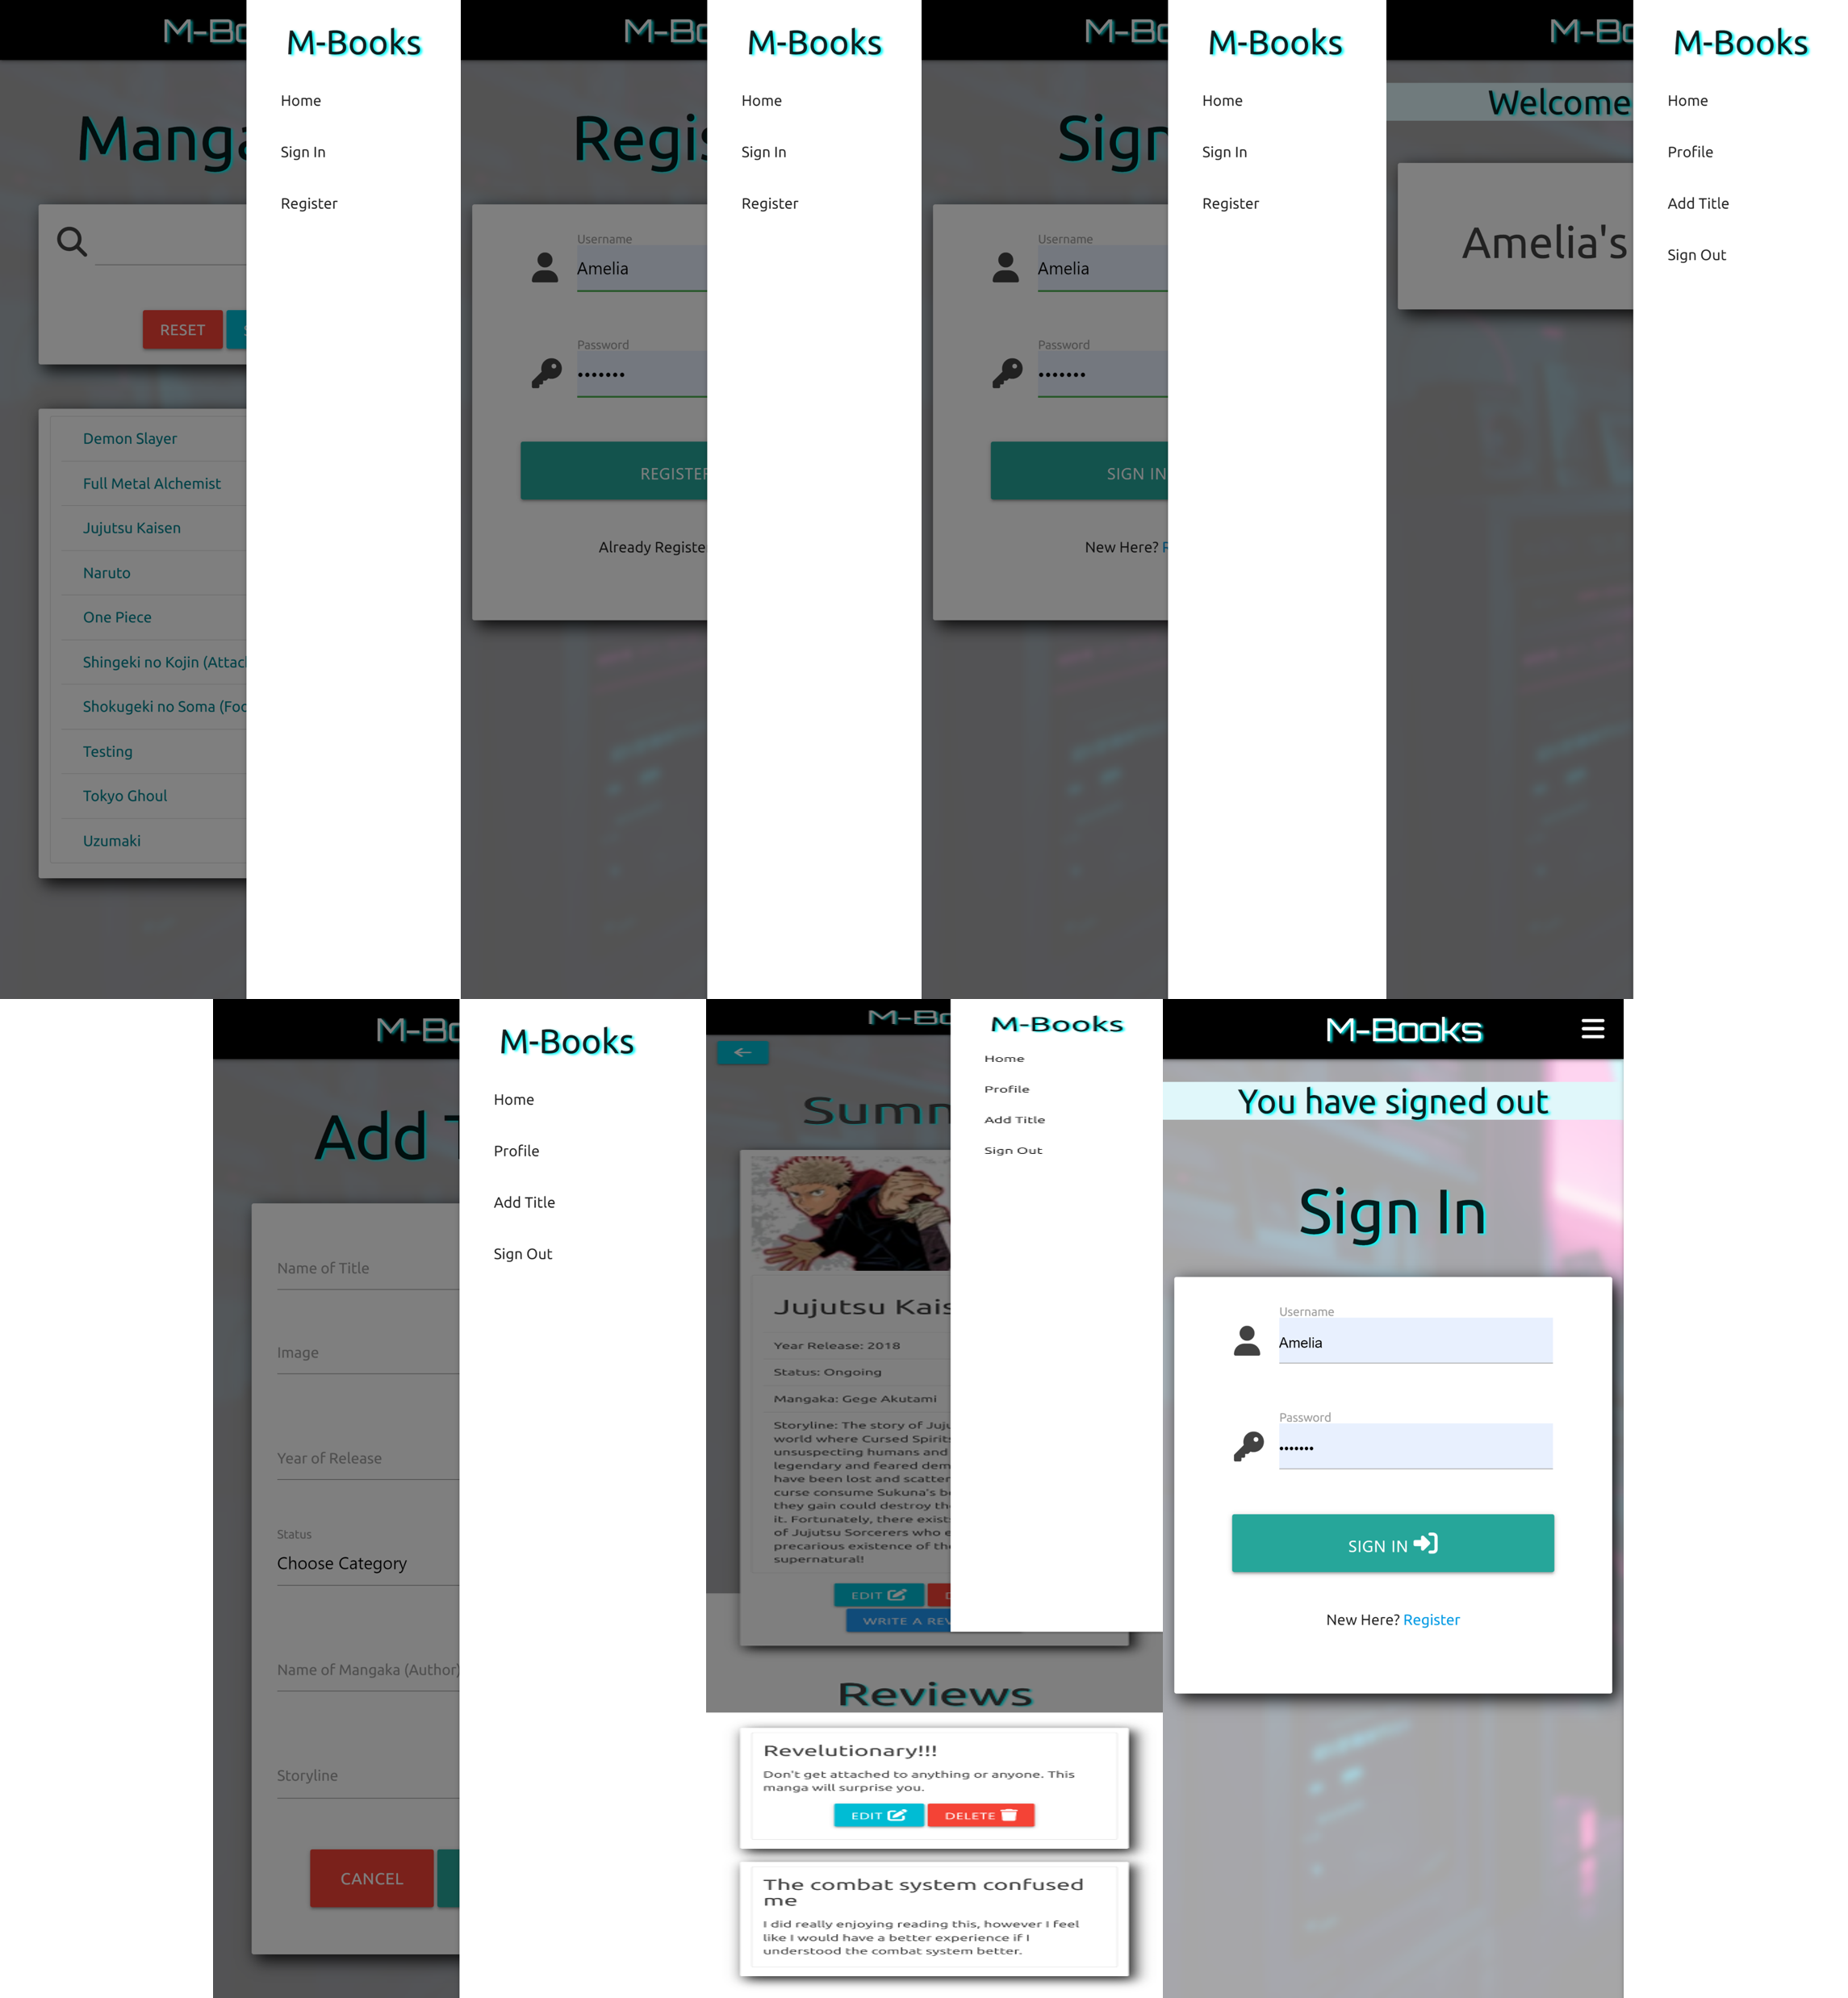 M-Bo
M-Books
Home
Sign In
Register
Manga
RESET
S
Demon Slayer
Full Metal Alchemist
Jujutsu Kaisen
Naruto
One Piece
Shingeki no Kojin (Attac
Shokugeki no Soma (Foo
Testing
Tokyo Ghoul
Uzumaki
M-Bo
M-Books
Home
Sign In
Register
Regis
Username
Amelia
Password
•••••••
REGISTER
Already Registe
M-Bo
M-Books
Home
Sign In
Register
Sign
Username
Amelia
Password
•••••••
SIGN IN
New Here? R
M-Bo
M-Books
Home
Profile
Add Title
Sign Out
Welcome
Amelia's
M-Bo
M-Books
Home
Profile
Add Title
Sign Out
Add T
Name of Title
Image
Year of Release
Status
Choose Category
Name of Mangaka (Author)
Storyline
CANCEL
M-Bo
M-Books
Home
Profile
Add Title
Sign Out
Summ
Jujutsu Kais
Year Release: 2018
Status: Ongoing
Mangaka: Gege Akutami
Storyline: The story of Juju
world where Cursed Spirits
unsuspecting humans and
legendary and feared dem
have been lost and scatter
curse consume Sukuna's b
they gain could destroy th
it. Fortunately, there exist
of Jujutsu Sorcerers who e
precarious existence of th
supernatural!
EDIT
D
WRITE A REV
Reviews
Revelutionary!!!
Don't get attached to anything or anyone. This
manga will surprise you.
EDIT DELETE
The combat system confused
me
I did really enjoying reading this, however I feel
like I would have a better experience if I
understood the combat system better.
M-Books
You have signed out
Sign In
Username
Amelia
Password
•••••••
SIGN IN
New Here? Register